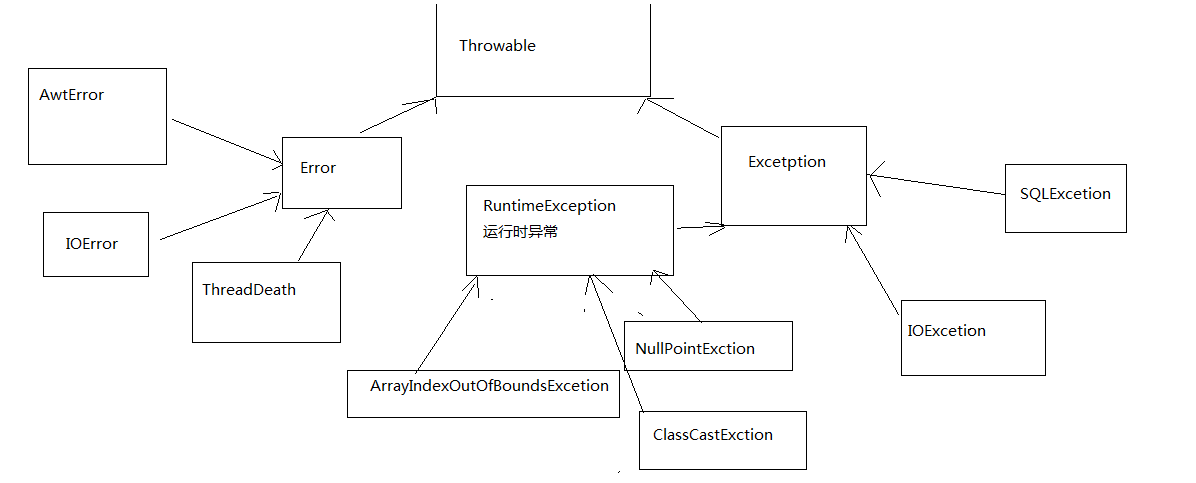 Throwable
AwtError
Error
Excetption
SQLExcetion
RuntimeException
运行时异常
IOError
ThreadDeath
IOExcetion
NullPointExction
ArrayIndexOutOfBoundsExcetion
ClassCastExction